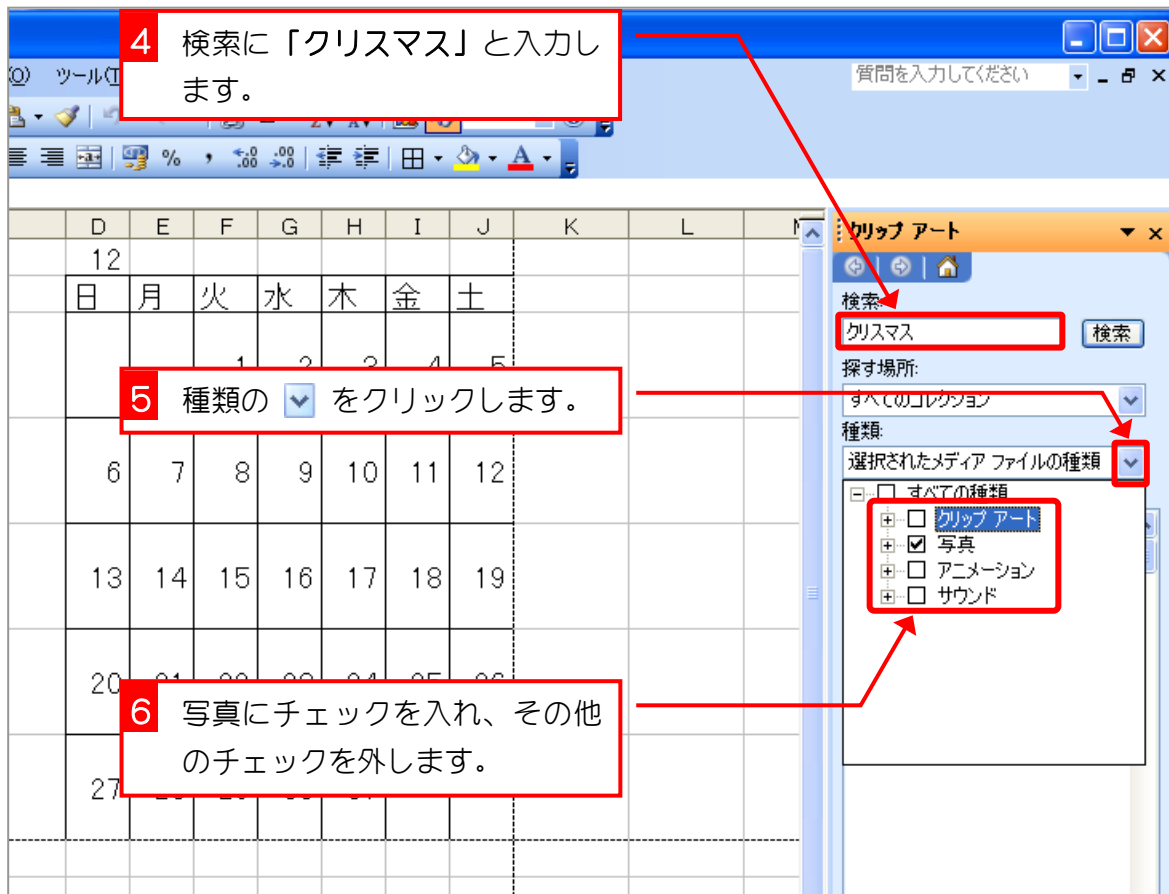 4 検索に「クリスマス」と入力し
ます。
(O) ツール(T
質問を入力してください
%
D E F G H I J K L
クリップ アート
12
検索:
日 月 火 水 木 金 土
クリスマス 検索
1 2 3 4 5
探す場所:
すべてのコレクション
5 種類の をクリックします。
種類:
6 7 8 9 10 11 12
選択されたメディア ファイルの種類
すべての種類
クリップ アート
写真
アニメーション
サウンド
13 14 15 16 17 18 19
20
6 写真にチェックを入れ、その他
のチェックを外します。
27